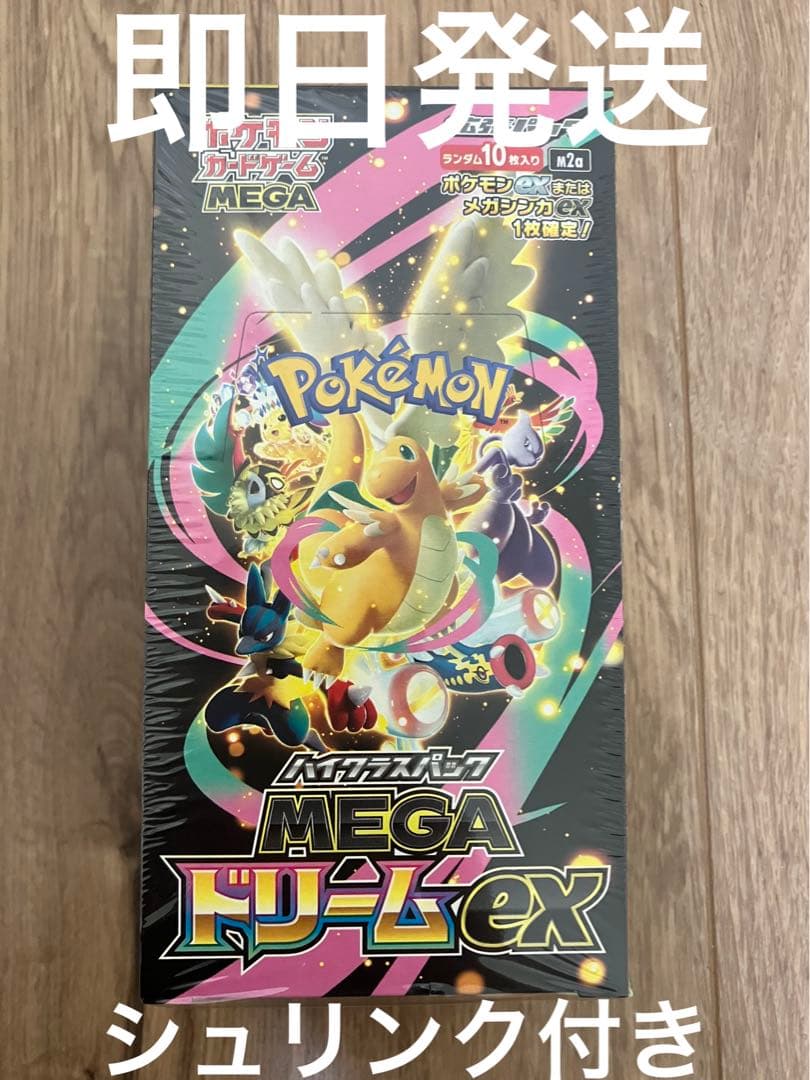 即日発送
ポケモン
カードゲーム
MEGA
拡張パック
ランダム10枚入り M2a
ポケモンexまたは
メガシンカex
1枚確定!
POKéMON
TM
ハイクラスパック
MEGA
ドリームex
シュリンク付き